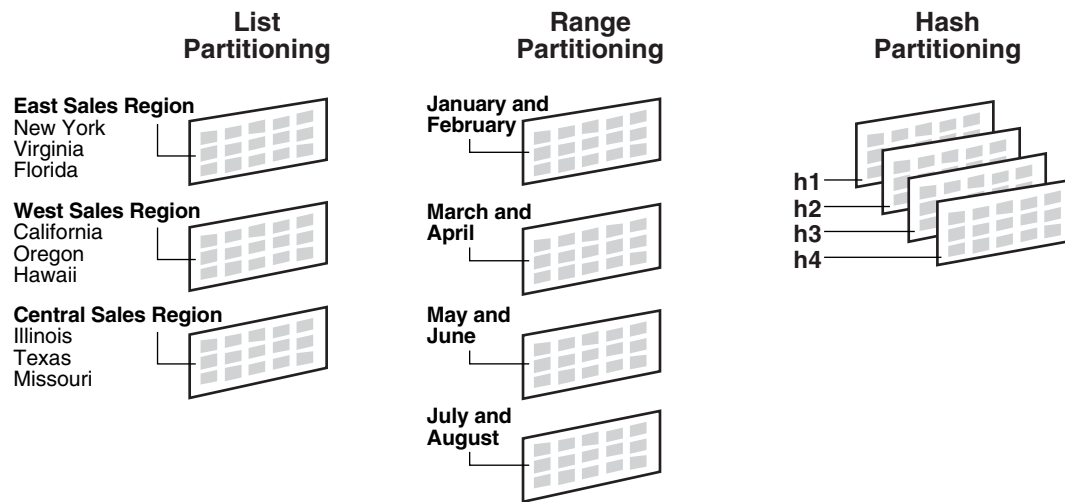 List
Partitioning
East Sales Region
New York
Virginia
Florida
West Sales Region
California
Oregon
Hawaii
Central Sales Region
Illinois
Texas
Missouri
Range
Partitioning
January and
February
March and
April
May and
June
July and
August
Hash
Partitioning
h1
h2
h3
h4